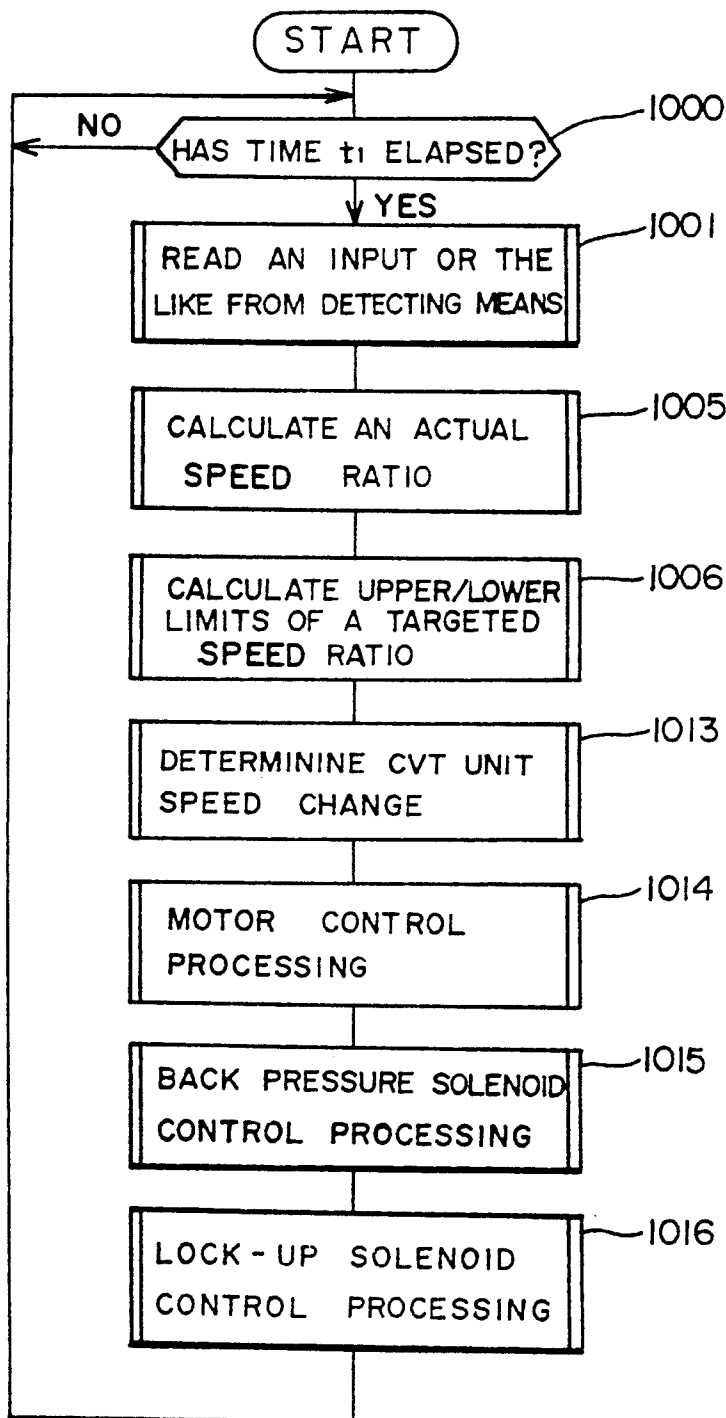 START
1000
NO
HAS TIME t1 ELAPSED?
YES
1001
READ AN INPUT OR THE
LIKE FROM DETECTING MEANS
1005
CALCULATE AN ACTUAL
SPEED RATIO
1006
CALCULATE UPPER/LOWER
LIMITS OF A TARGETED
SPEED RATIO
1013
DETERMININE CVT UNIT
SPEED CHANGE
1014
MOTOR CONTROL
PROCESSING
1015
BACK PRESSURE SOLENOID
CONTROL PROCESSING
1016
LOCK-UP SOLENOID
CONTROL PROCESSING